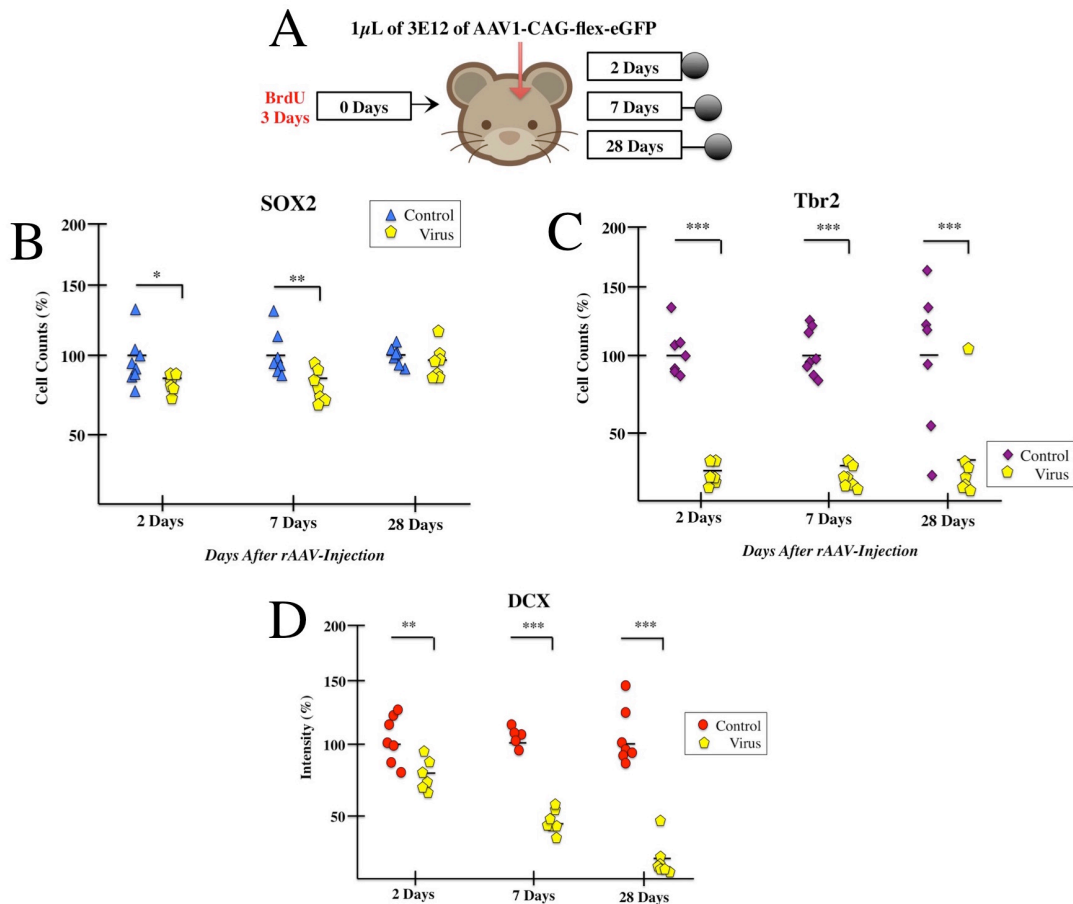 A
1µL of 3E12 of AAV1-CAG-flex-eGFP
BrdU
3 Days
0 Days
2 Days
7 Days
28 Days
B
SOX2
Control
Virus
200
150
100
50
Cell Counts (%)
*
**
2 Days
7 Days
28 Days
Days After rAAV-Injection
C
Tbr2
200
150
100
50
Cell Counts (%)
***
***
***
Control
Virus
2 Days
7 Days
28 Days
Days After rAAV-Injection
D
DCX
200
150
100
50
Intensity (%)
**
***
***
Control
Virus
2 Days
7 Days
28 Days